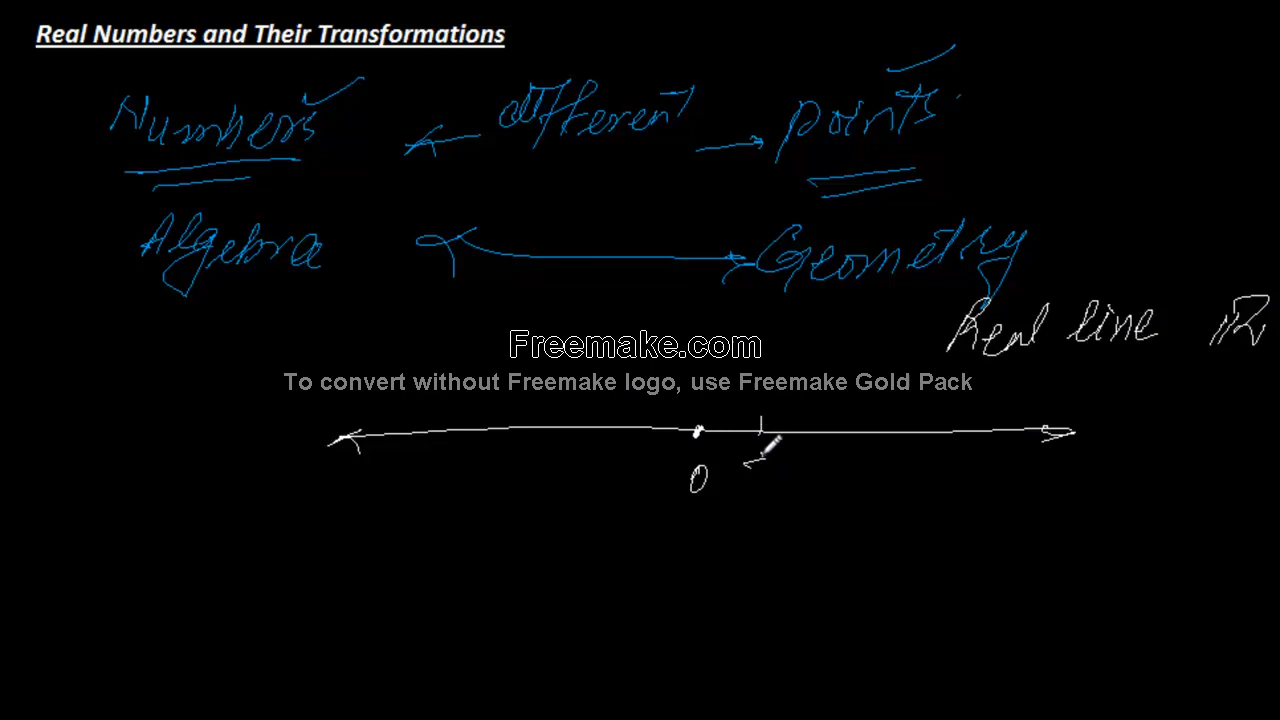 Real Numbers and Their Transformations
Numbers different points
Algebra Geometry
Real line ℝ
Freemake.com
To convert without Freemake logo, use Freemake Gold Pack
0